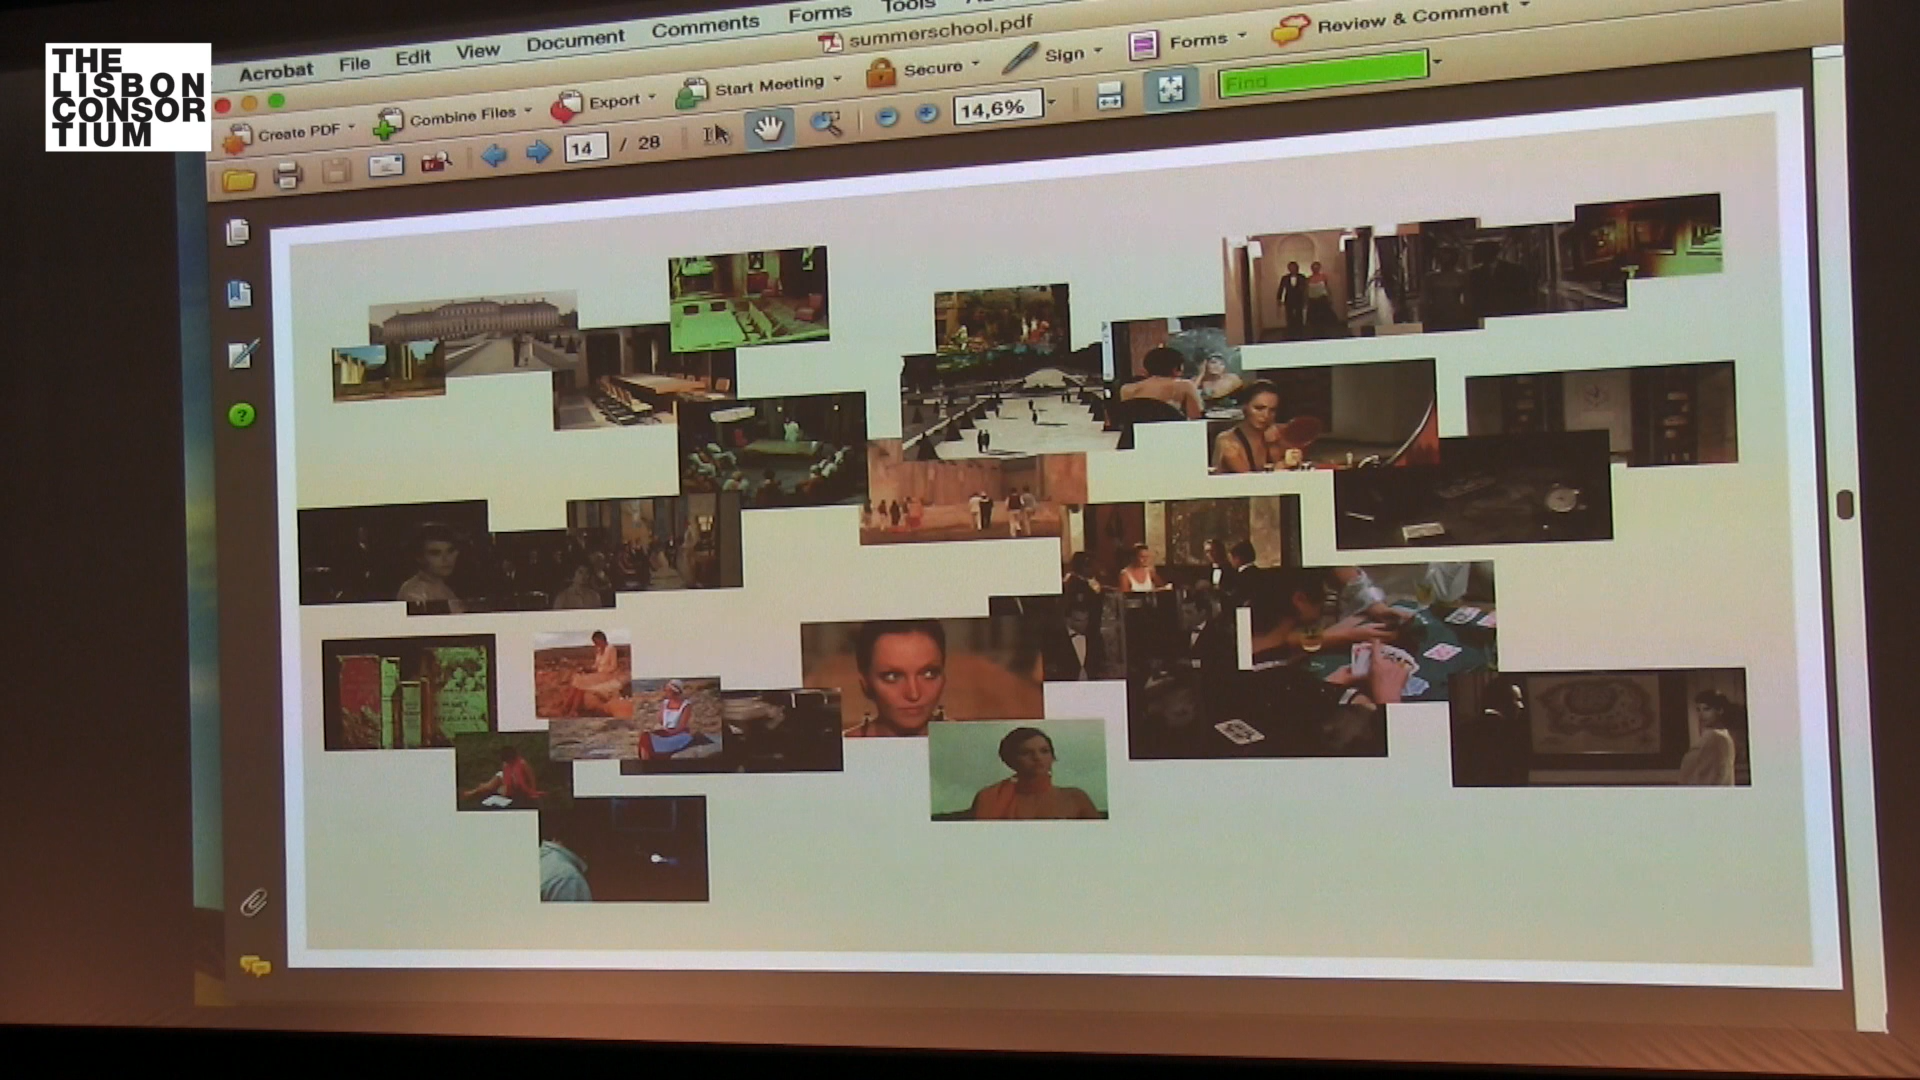 THE
LISBON
CONSOR
TIUM
Acrobat File Edit View Document Comments Forms Tools
summerschool.pdf
Create PDF Combine Files Export Start Meeting Secure Sign Forms Review & Comment
14 / 28 14,6% Find